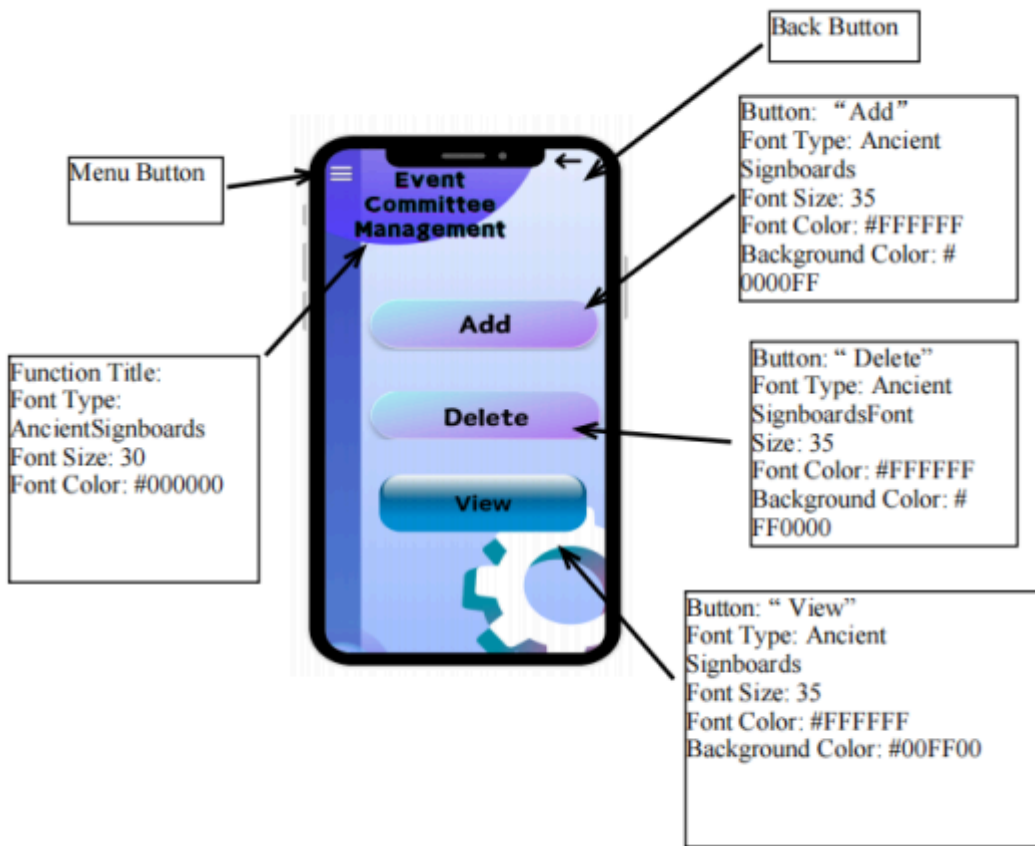 Back Button
Button: “Add”
Font Type: Ancient
Signboards
Font Size: 35
Font Color: #FFFFFF
Background Color: #
0000FF
Menu Button
Event
Committee
Management
Add
Delete
View
Function Title:
Font Type:
AncientSignboards
Font Size: 30
Font Color: #000000
Button: “ Delete”
Font Type: Ancient
SignboardsFont
Size: 35
Font Color: #FFFFFF
Background Color: #
FF0000
Button: “ View”
Font Type: Ancient
Signboards
Font Size: 35
Font Color: #FFFFFF
Background Color: #00FF00